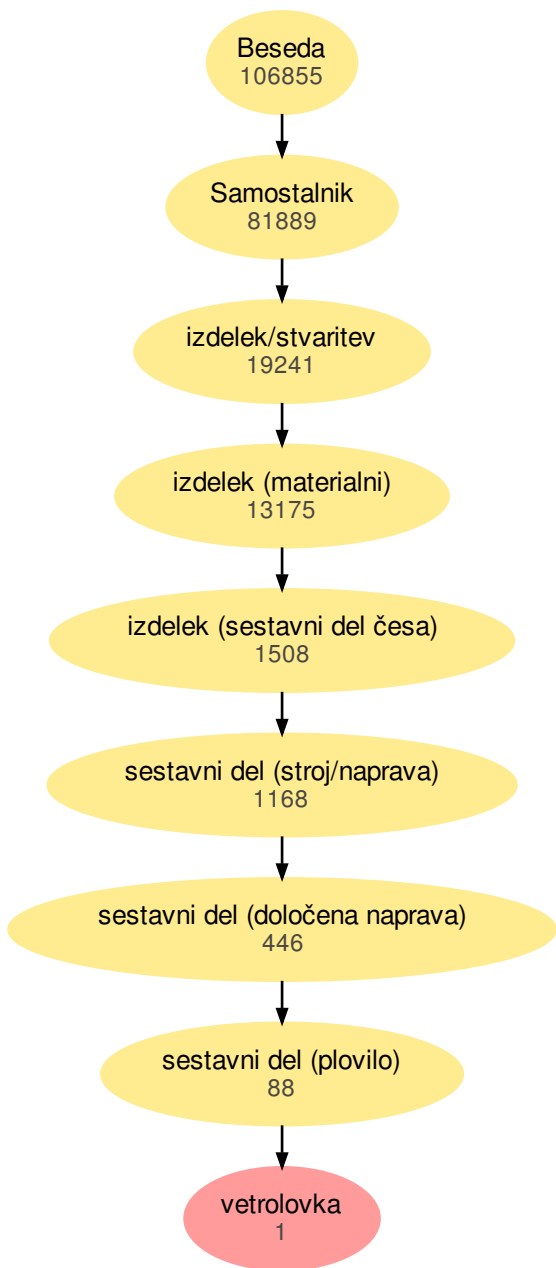 Beseda
106855
Samostalnik
81889
izdelek/stvaritev
19241
izdelek (materialni)
13175
izdelek (sestavni del česa)
1508
sestavni del (stroj/naprava)
1168
sestavni del (določena naprava)
446
sestavni del (plovilo)
88
vetrolovka
1